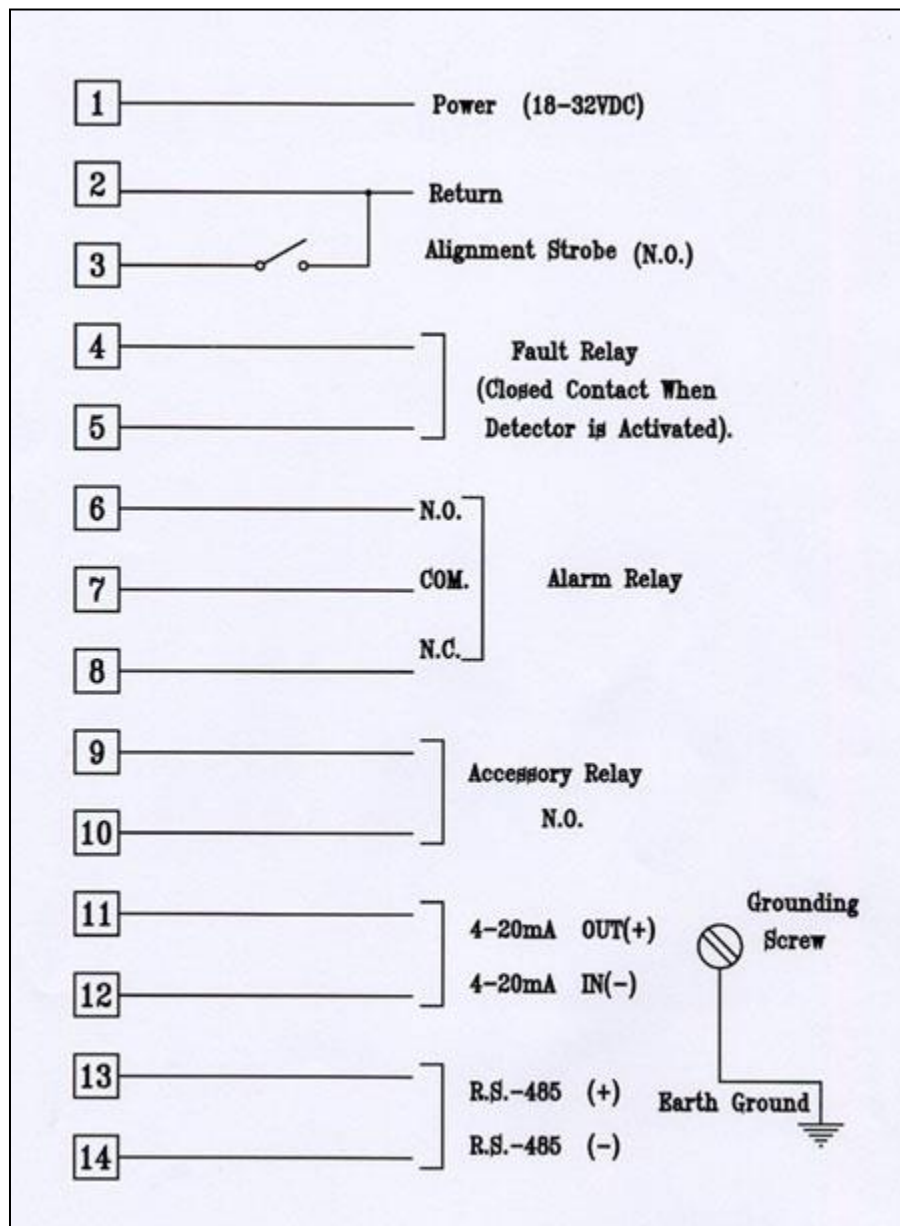 1 Power (18-32VDC)
2 Return
3 Alignment Strobe (N.O.)
4 Fault Relay
(Closed Contact When
5 Detector is Activated).
6 N.O.
7 COM. Alarm Relay
8 N.C.
9 Accessory Relay
10 N.O.
11 4-20mA OUT(+)
12 4-20mA IN(-)
Grounding
Screw
13 R.S.-485 (+)
14 R.S.-485 (-)
Earth Ground